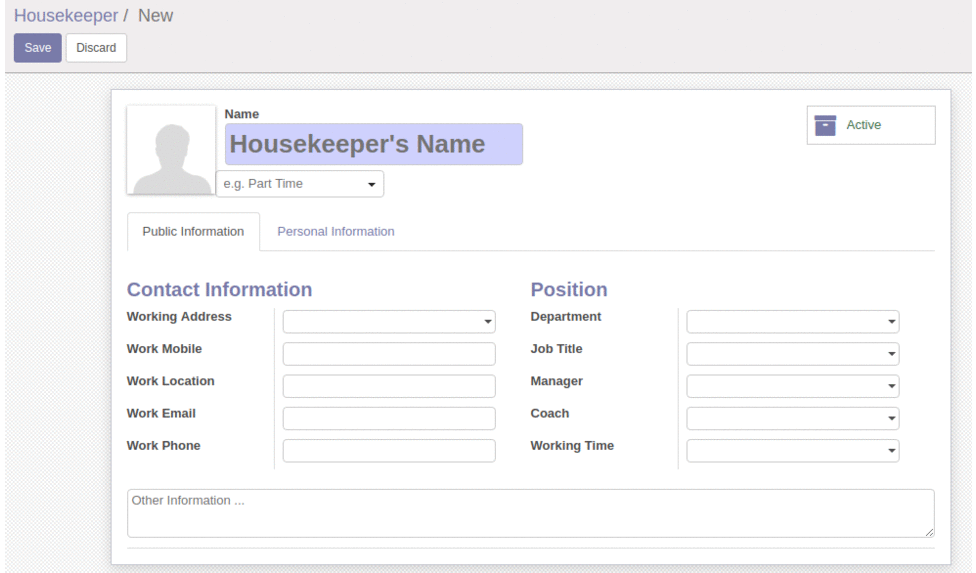 Housekeeper / New
Save Discard
Name
Housekeeper's Name
Active
e.g. Part Time
Public Information Personal Information
Contact Information Position
Working Address Department
Work Mobile Job Title
Work Location Manager
Work Email Coach
Work Phone Working Time
Other Information ...